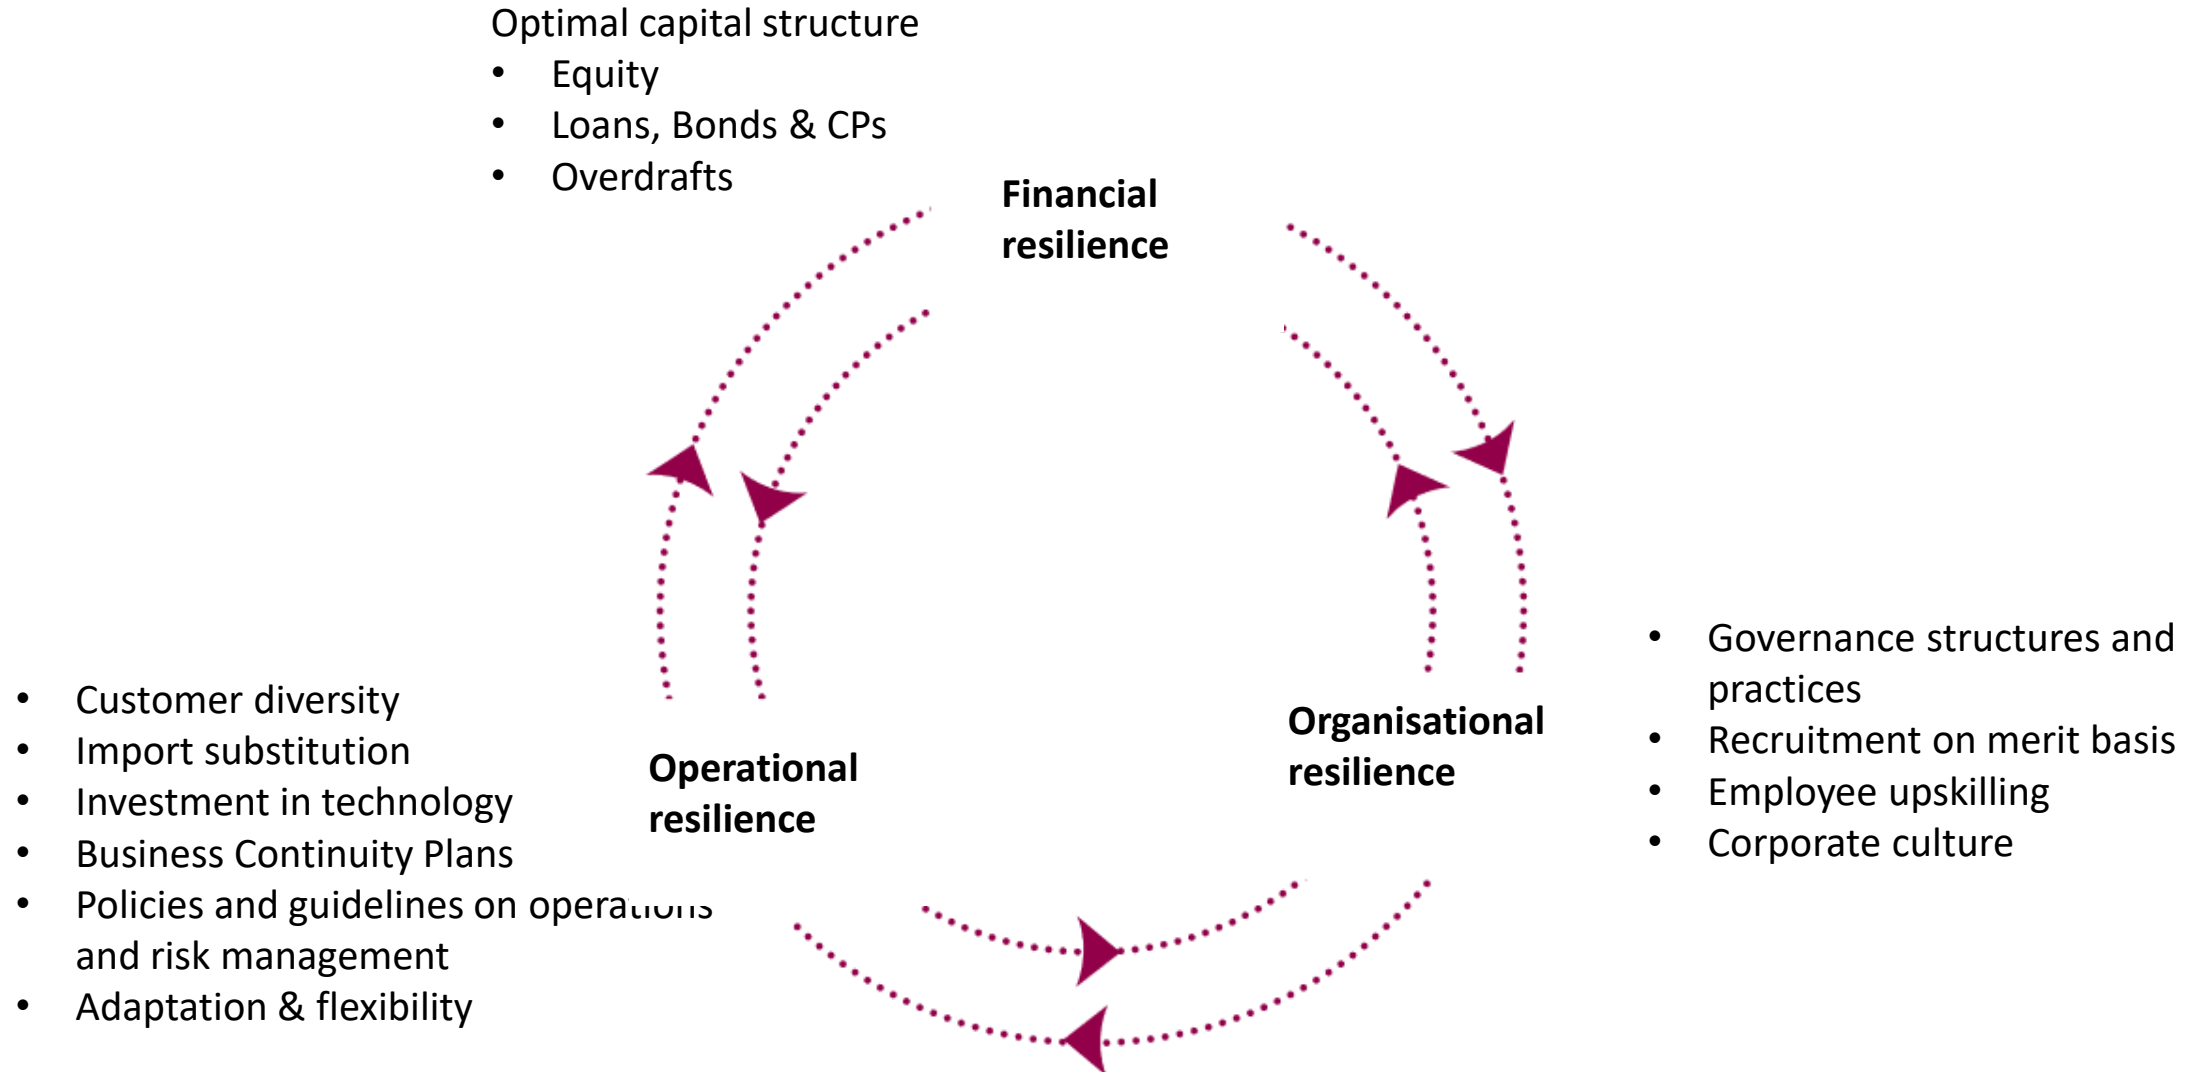 Optimal capital structure
• Equity
• Loans, Bonds & CPs
• Overdrafts
Financial
resilience
• Customer diversity
• Import substitution
• Investment in technology
• Business Continuity Plans
• Policies and guidelines on operations
and risk management
• Adaptation & flexibility
Operational
resilience
Organisational
resilience
• Governance structures and
practices
• Recruitment on merit basis
• Employee upskilling
• Corporate culture